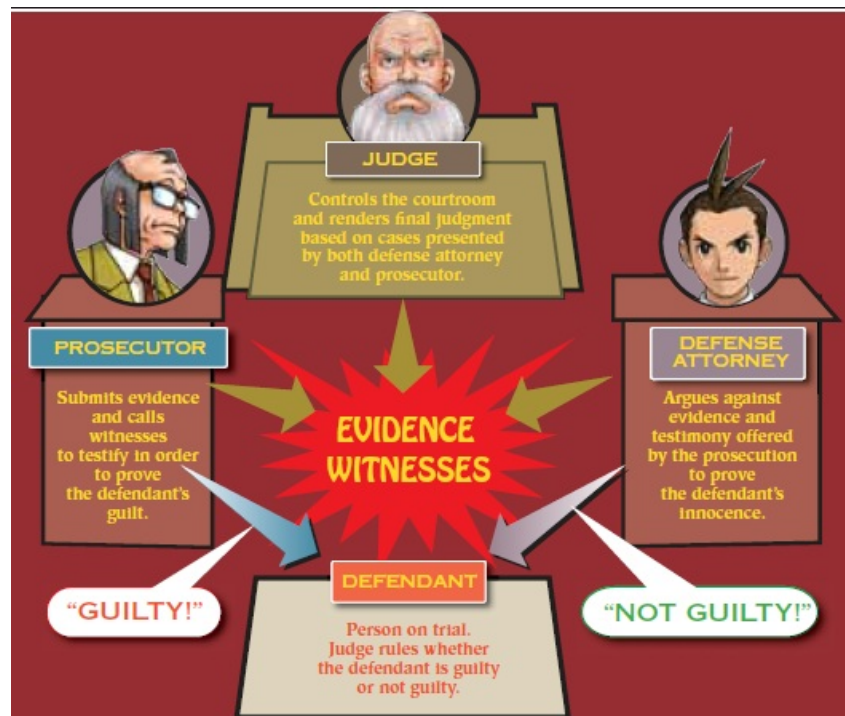 JUDGE
Controls the courtroom
and renders final judgment
based on cases presented
by both defense attorney
and prosecutor.
PROSECUTOR
Submits evidence
and calls
witnesses
to testify in order
to prove
the defendant's
guilt.
DEFENSE
ATTORNEY
Argues against
evidence and
testimony offered
by the prosecution
to prove
the defendant's
innocence.
EVIDENCE
WITNESSES
"GUILTY!"
"NOT GUILTY!"
DEFENDANT
Person on trial.
Judge rules whether
the defendant is guilty
or not guilty.